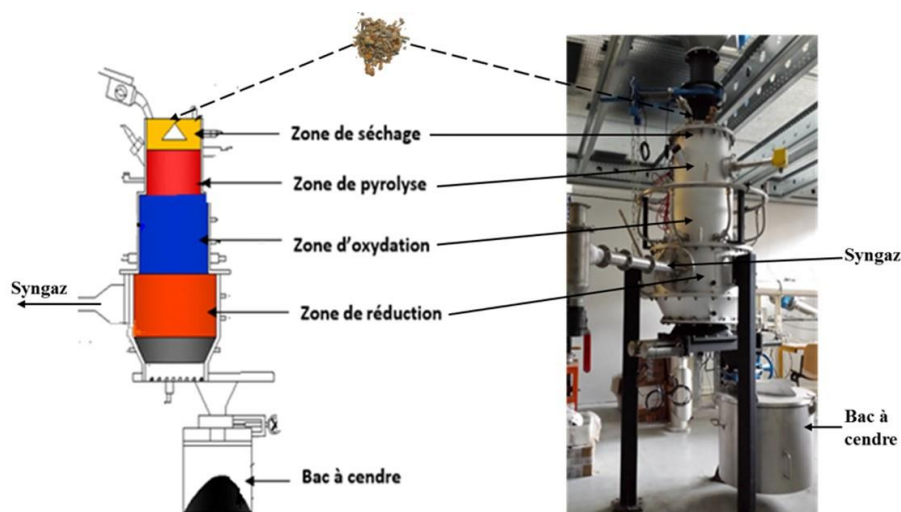 Zone de séchage
Zone de pyrolyse
Zone d'oxydation
Syngaz
Syngaz
Zone de réduction
Bac à
cendre
Bac à cendre